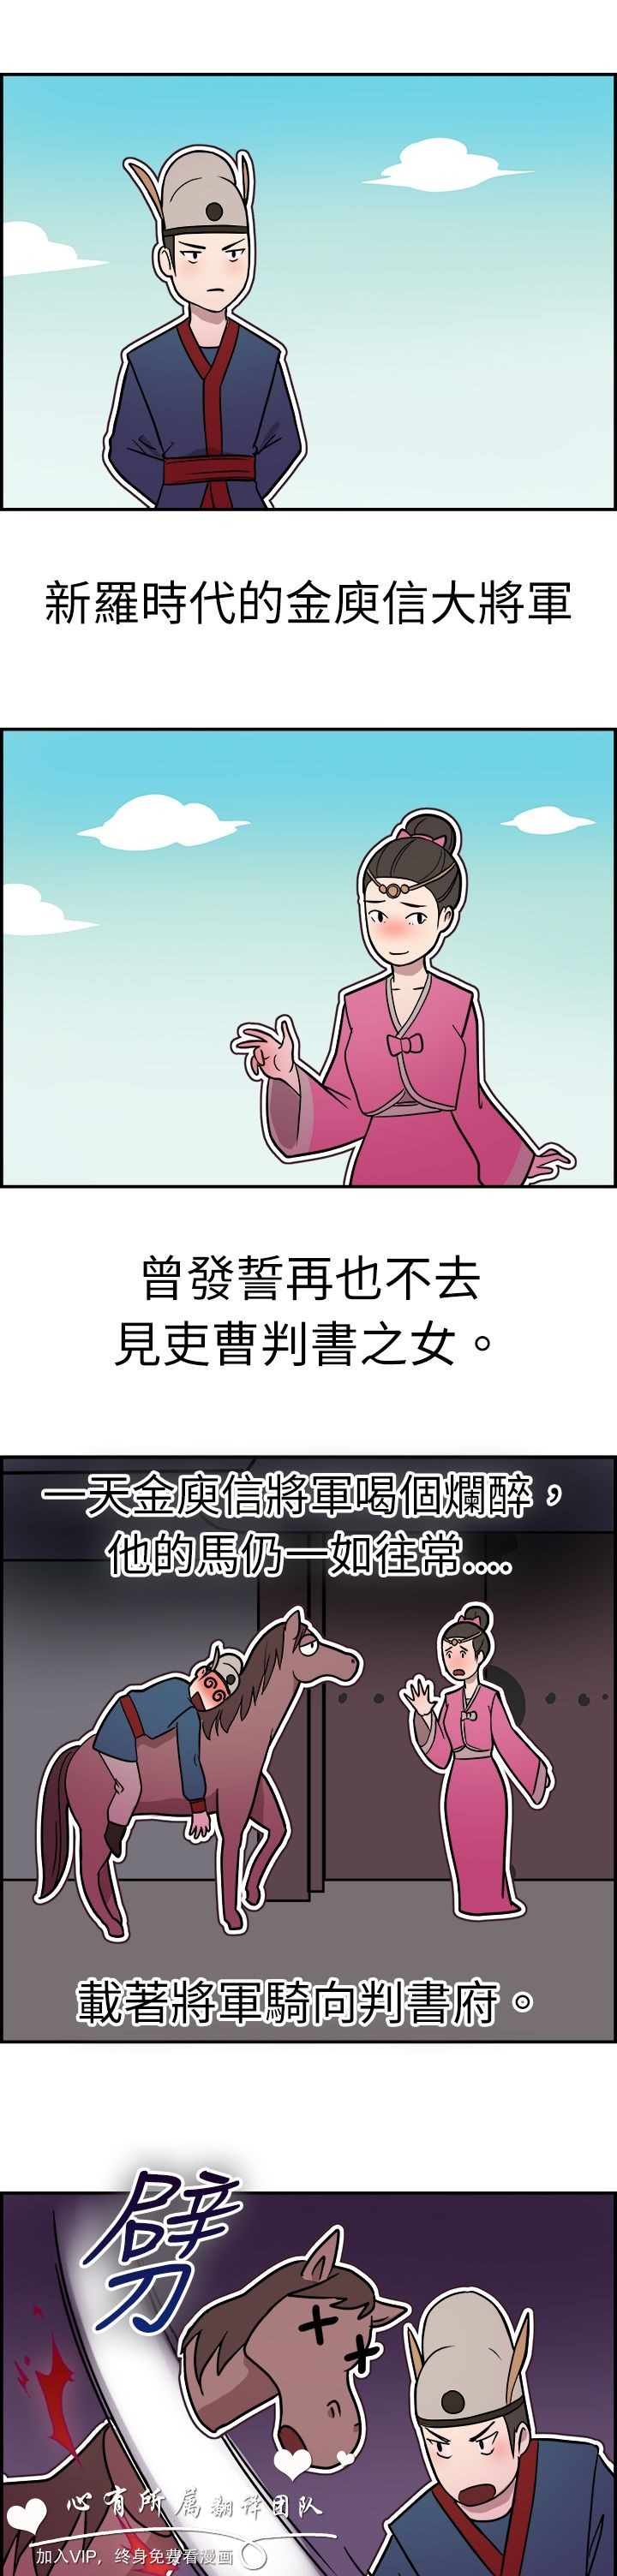 新羅時代的金庾信大將軍
曾發誓再也不去
見吏曹判書之女。
一天金庾信將軍喝個爛醉，
他的馬仍一如往常....
載著將軍騎向判書府。
劈
心有所属翻译团队
加入VIP，终身免费看漫画